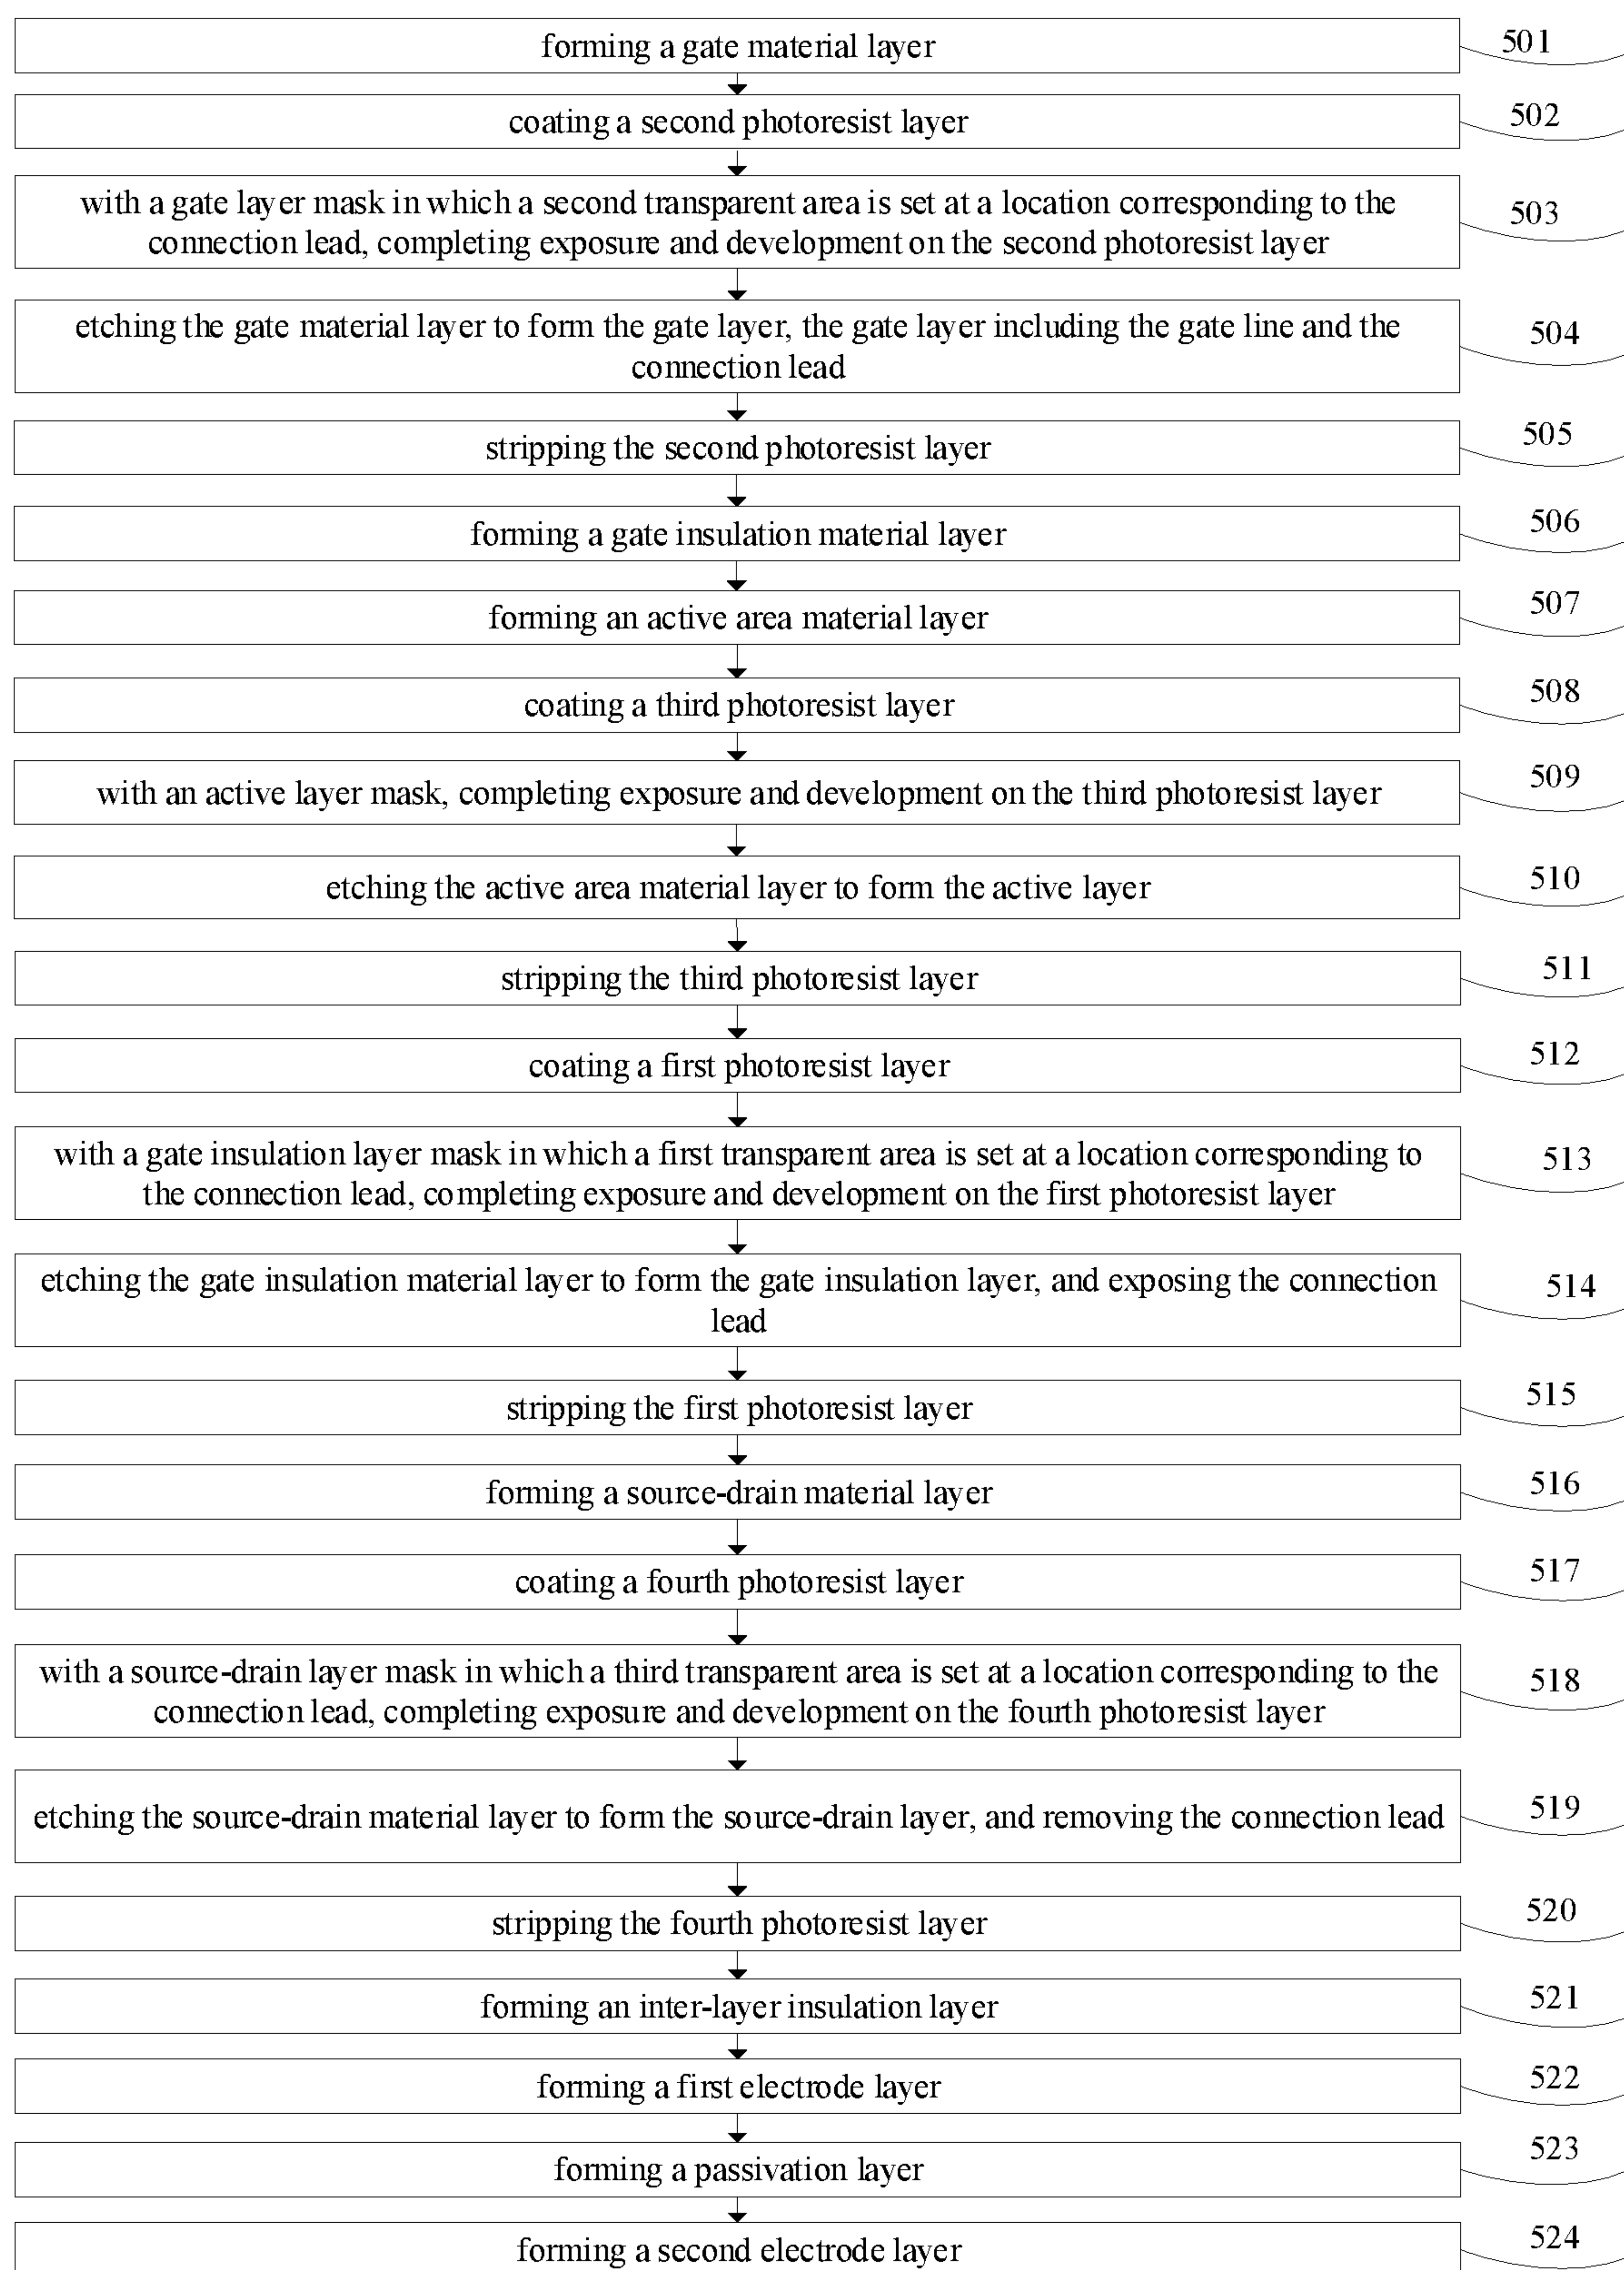 forming a gate material layer
501
coating a second photoresist layer
502
with a gate layer mask in which a second transparent area is set at a location corresponding to the
connection lead, completing exposure and development on the second photoresist layer
503
etching the gate material layer to form the gate layer, the gate layer including the gate line and the
connection lead
504
stripping the second photoresist layer
505
forming a gate insulation material layer
506
forming an active area material layer
507
coating a third photoresist layer
508
with an active layer mask, completing exposure and development on the third photoresist layer
509
etching the active area material layer to form the active layer
510
stripping the third photoresist layer
511
coating a first photoresist layer
512
with a gate insulation layer mask in which a first transparent area is set at a location corresponding to
the connection lead, completing exposure and development on the first photoresist layer
513
etching the gate insulation material layer to form the gate insulation layer, and exposing the connection
lead
514
stripping the first photoresist layer
515
forming a source-drain material layer
516
coating a fourth photoresist layer
517
with a source-drain layer mask in which a third transparent area is set at a location corresponding to the
connection lead, completing exposure and development on the fourth photoresist layer
518
etching the source-drain material layer to form the source-drain layer, and removing the connection lead
519
stripping the fourth photoresist layer
520
forming an inter-layer insulation layer
521
forming a first electrode layer
522
forming a passivation layer
523
forming a second electrode layer
524